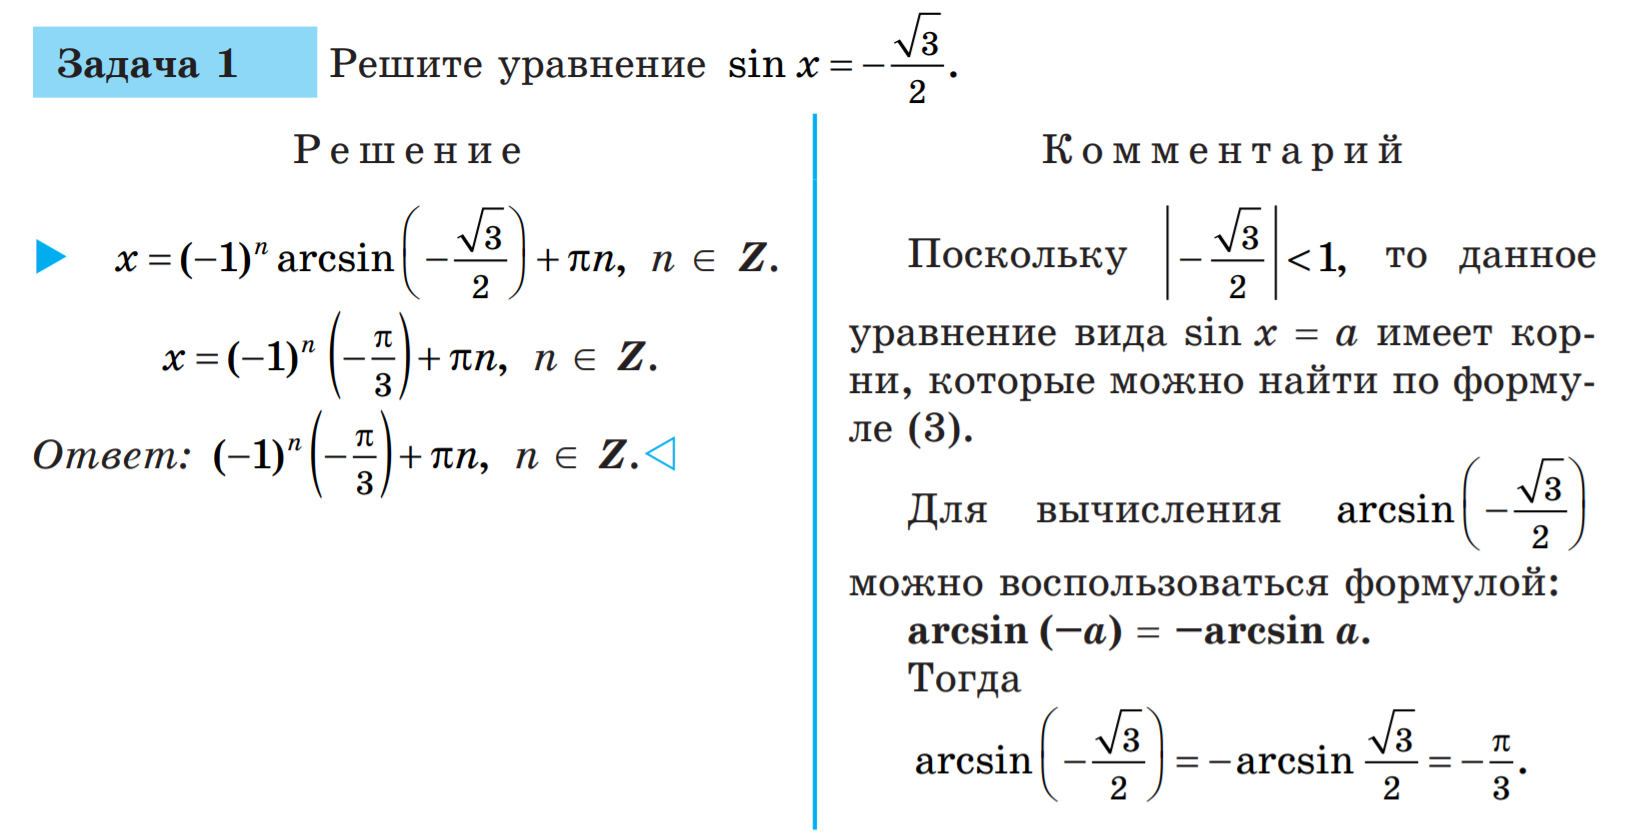 Задача 1 Решите уравнение sin x = −√3/2.
Решение
x = (−1)ⁿ arcsin(−√3/2) + πn, n ∈ Z.
x = (−1)ⁿ (−π/3) + πn, n ∈ Z.
Ответ: (−1)ⁿ (−π/3) + πn, n ∈ Z.
Комментарий
Поскольку |−√3/2| < 1, то данное
уравнение вида sin x = a имеет кор-
ни, которые можно найти по форму-
ле (3).
Для вычисления arcsin(−√3/2)
можно воспользоваться формулой:
arcsin (−a) = −arcsin a.
Тогда
arcsin(−√3/2) = −arcsin √3/2 = −π/3.